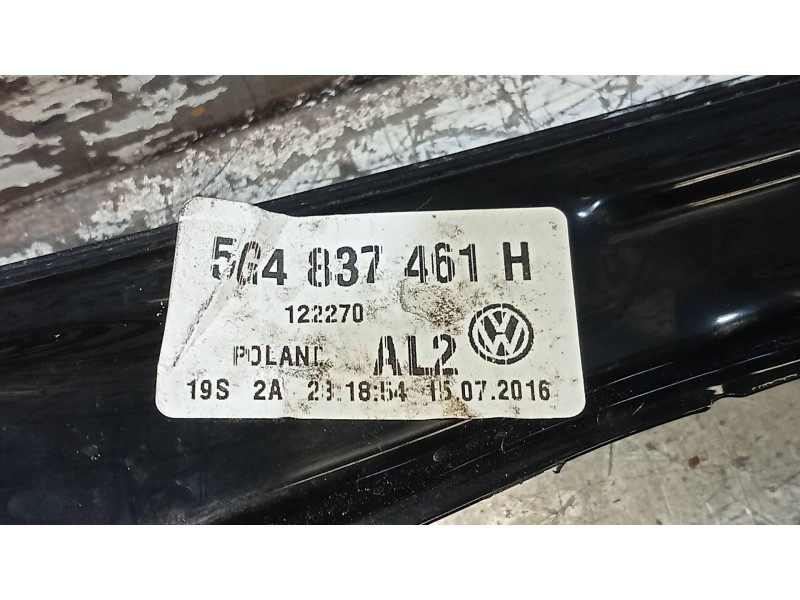 5G4 837 461 H
122270
POLAND AL2
19S 2A 18:54 15.07.2016